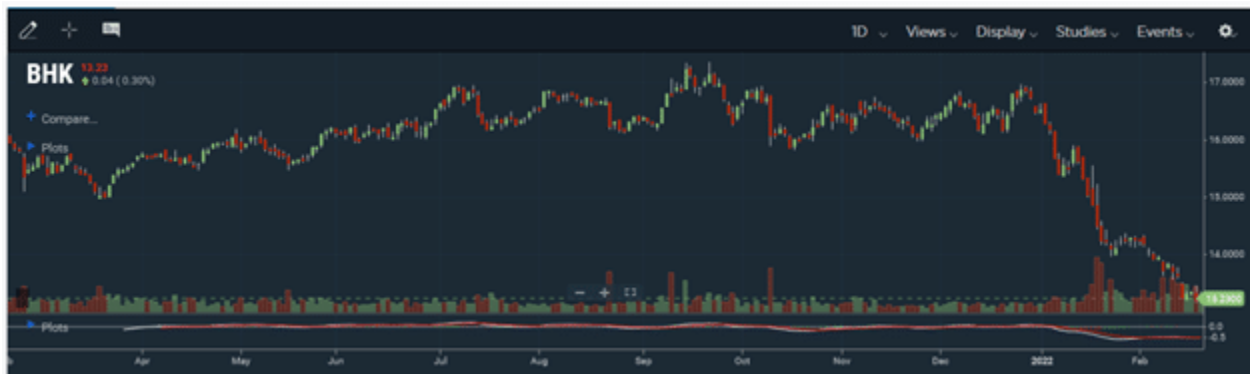 1D Views Display Studies Events
BHK 13.23
0.04 (0.30%)
Compare...
Plots
17.0000
16.0000
15.0000
14.0000
13.2300
Plots
0.0
-0.5
Apr May Jun Jul Aug Sep Oct Nov Dec 2022 Feb